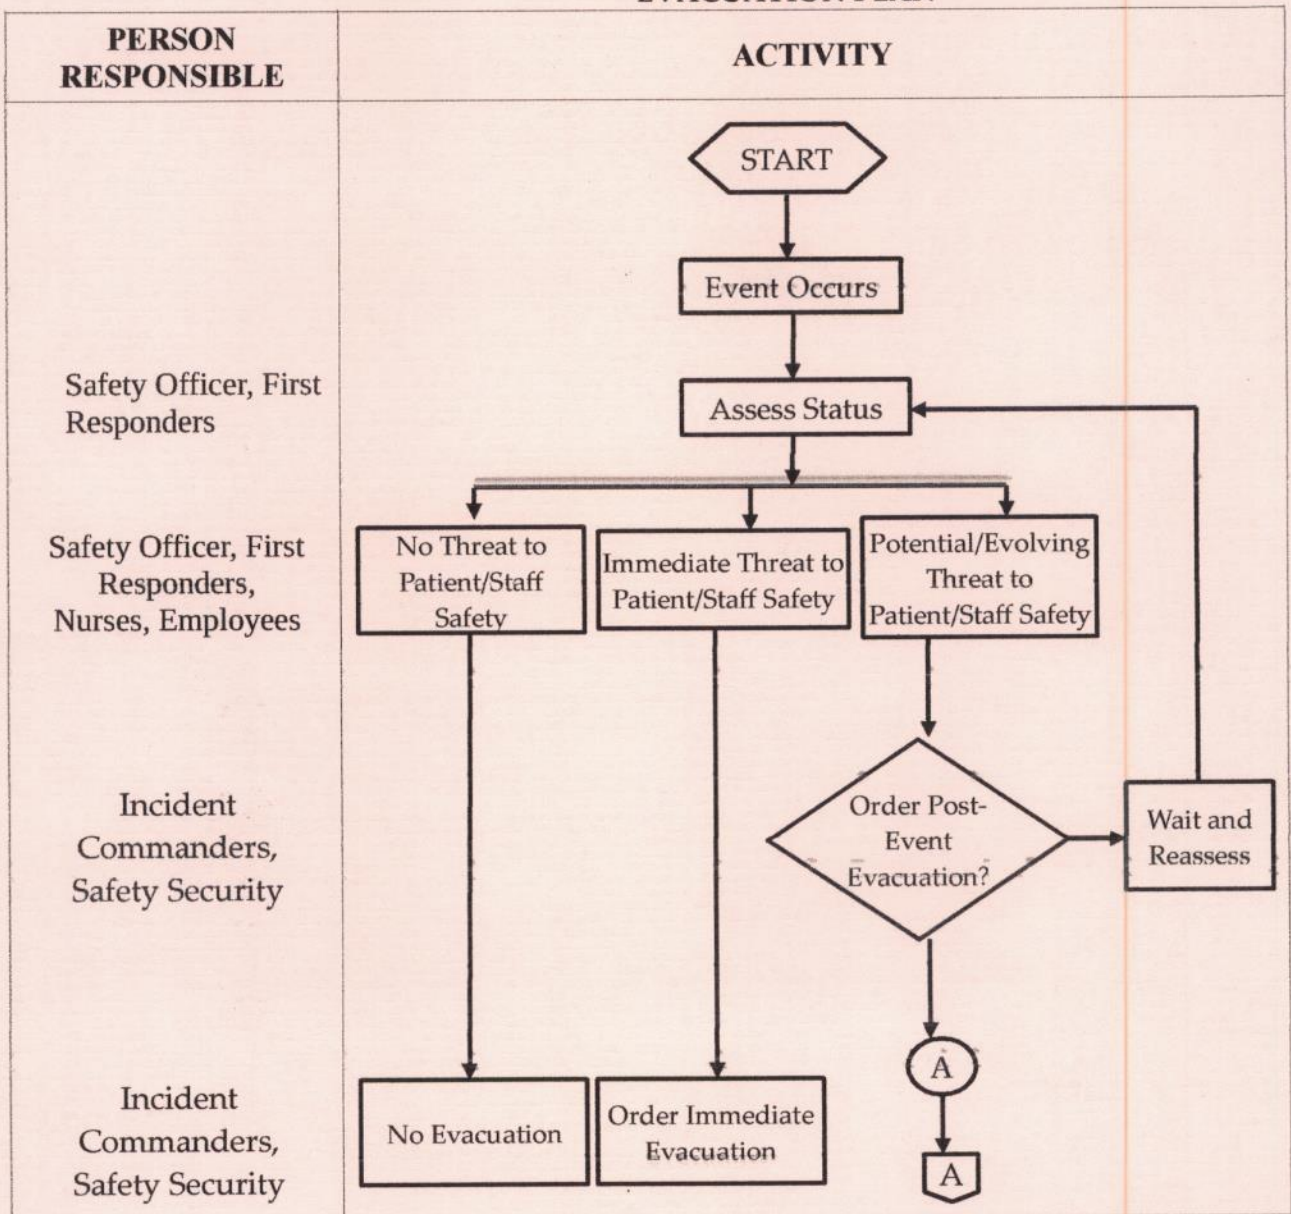 PERSON
RESPONSIBLE
ACTIVITY
START
Event Occurs
Safety Officer, First
Responders
Assess Status
Safety Officer, First
Responders,
Nurses, Employees
No Threat to
Patient/Staff
Safety
Immediate Threat to
Patient/Staff Safety
Potential/Evolving
Threat to
Patient/Staff Safety
Incident
Commanders,
Safety Security
Order Post-
Event
Evacuation?
Wait and
Reassess
Incident
Commanders,
Safety Security
No Evacuation
Order Immediate
Evacuation
A
A